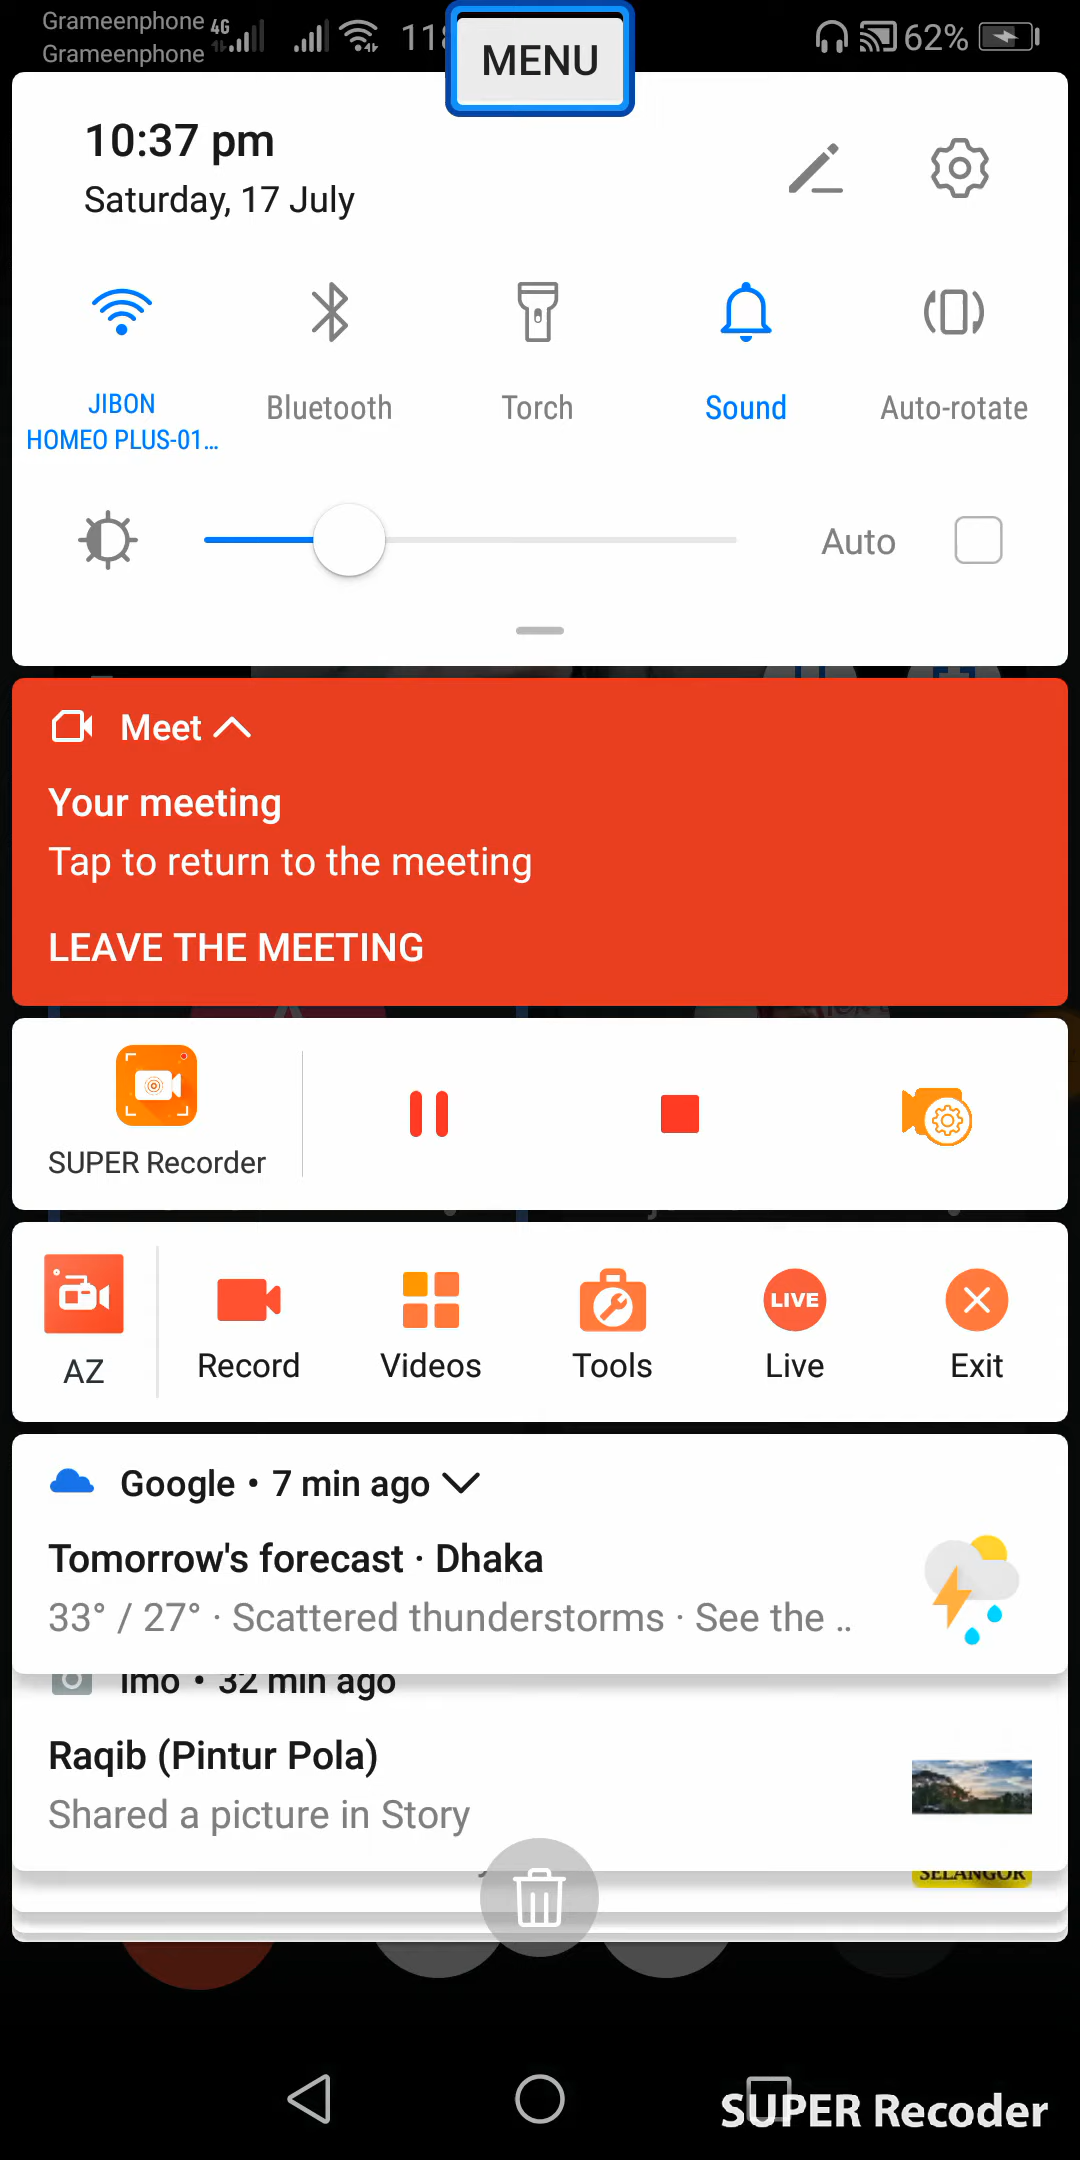 Grameenphone 4G
Grameenphone
62%
MENU
10:37 pm
Saturday, 17 July
JIBON
HOMEO PLUS-01...
Bluetooth
Torch
Sound
Auto-rotate
Auto
Meet
Your meeting
Tap to return to the meeting
LEAVE THE MEETING
SUPER Recorder
AZ
Record
Videos
Tools
LIVE
Live
Exit
Google • 7 min ago
Tomorrow's forecast · Dhaka
33° / 27° · Scattered thunderstorms · See the ..
imo • 32 min ago
Raqib (Pintur Pola)
Shared a picture in Story
SELANGOR
SUPER Recoder